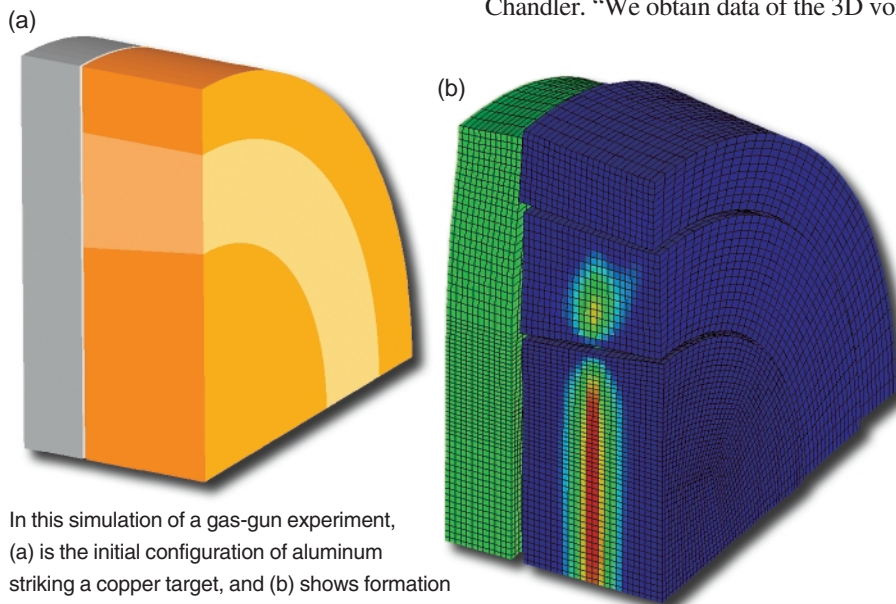 Chandler. “We obtain data of the 3D vo
(a)
(b)
In this simulation of a gas-gun experiment,
(a) is the initial configuration of aluminum
striking a copper target, and (b) shows formation